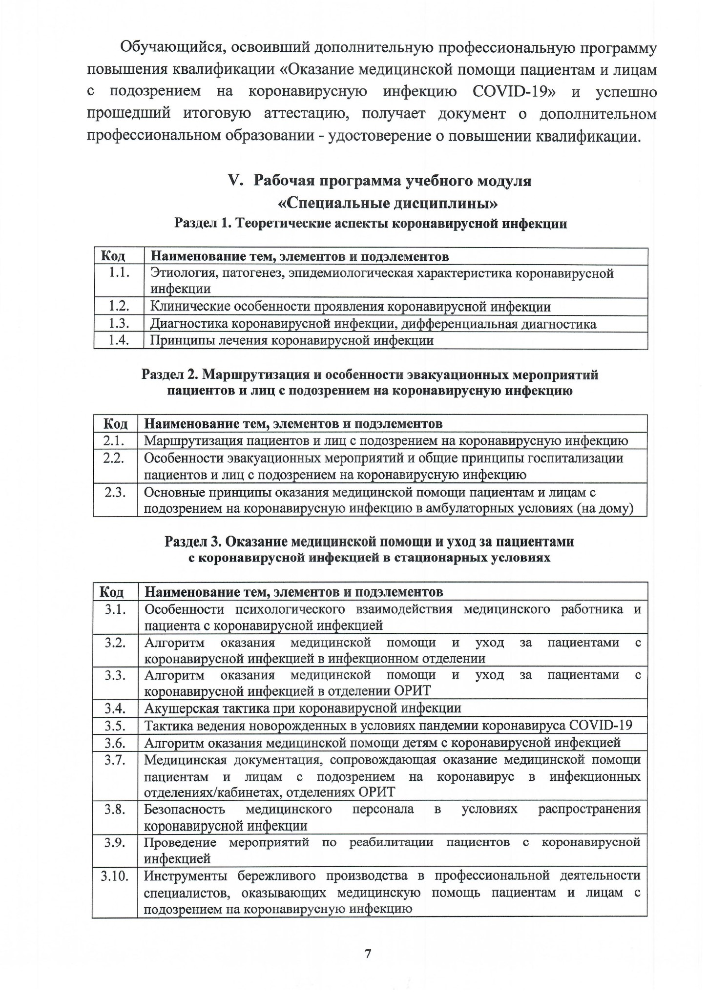 Обучающийся, освоивший дополнительную профессиональную программу
повышения квалификации «Оказание медицинской помощи пациентам и лицам
с подозрением на коронавирусную инфекцию COVID-19» и успешно
прошедший итоговую аттестацию, получает документ о дополнительном
профессиональном образовании - удостоверение о повышении квалификации.
V. Рабочая программа учебного модуля
«Специальные дисциплины»
Раздел 1. Теоретические аспекты коронавирусной инфекции
Код Наименование тем, элементов и подэлементов
1.1. Этиология, патогенез, эпидемиологическая характеристика коронавирусной
инфекции
1.2. Клинические особенности проявления коронавирусной инфекции
1.3. Диагностика коронавирусной инфекции, дифференциальная диагностика
1.4. Принципы лечения коронавирусной инфекции
Раздел 2. Маршрутизация и особенности эвакуационных мероприятий
пациентов и лиц с подозрением на коронавирусную инфекцию
Код Наименование тем, элементов и подэлементов
2.1. Маршрутизация пациентов и лиц с подозрением на коронавирусную инфекцию
2.2. Особенности эвакуационных мероприятий и общие принципы госпитализации
пациентов и лиц с подозрением на коронавирусную инфекцию
2.3. Основные принципы оказания медицинской помощи пациентам и лицам с
подозрением на коронавирусную инфекцию в амбулаторных условиях (на дому)
Раздел 3. Оказание медицинской помощи и уход за пациентами
с коронавирусной инфекцией в стационарных условиях
Код Наименование тем, элементов и подэлементов
3.1. Особенности психологического взаимодействия медицинского работника и
пациента с коронавирусной инфекцией
3.2. Алгоритм оказания медицинской помощи и уход за пациентами с
коронавирусной инфекцией в инфекционном отделении
3.3. Алгоритм оказания медицинской помощи и уход за пациентами с
коронавирусной инфекцией в отделении ОРИТ
3.4. Акушерская тактика при коронавирусной инфекции
3.5. Тактика ведения новорожденных в условиях пандемии коронавируса COVID-19
3.6. Алгоритм оказания медицинской помощи детям с коронавирусной инфекцией
3.7. Медицинская документация, сопровождающая оказание медицинской помощи
пациентам и лицам с подозрением на коронавирус в инфекционных
отделениях/кабинетах, отделениях ОРИТ
3.8. Безопасность медицинского персонала в условиях распространения
коронавирусной инфекции
3.9. Проведение мероприятий по реабилитации пациентов с коронавирусной
инфекцией
3.10. Инструменты бережливого производства в профессиональной деятельности
специалистов, оказывающих медицинскую помощь пациентам и лицам с
подозрением на коронавирусную инфекцию
7